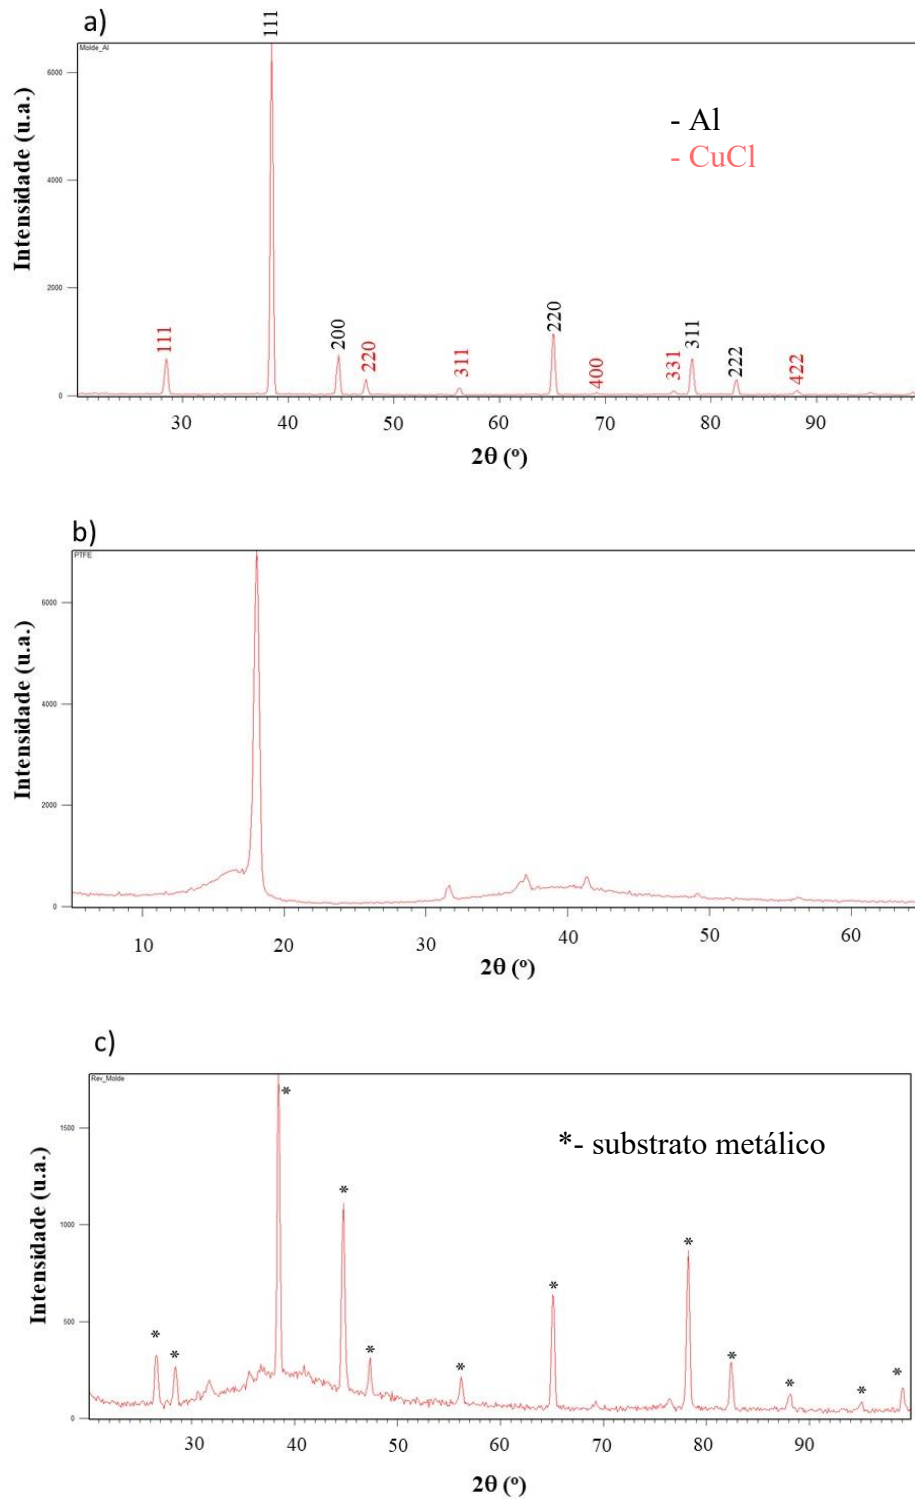 a)
Molde_Al
111
- Al
- CuCl
111
200
220
311
220
400
331
311
222
422
6000
4000
2000
0
Intensidade (u.a.)
30 40 50 60 70 80 90
2θ (º)
b)
PTFE
6000
4000
2000
0
Intensidade (u.a.)
10 20 30 40 50 60
2θ (º)
c)
Rev_Molde
*- substrato metálico
* * * * * * * * * * * *
1500
1000
500
0
Intensidade (u.a.)
30 40 50 60 70 80 90
2θ (º)